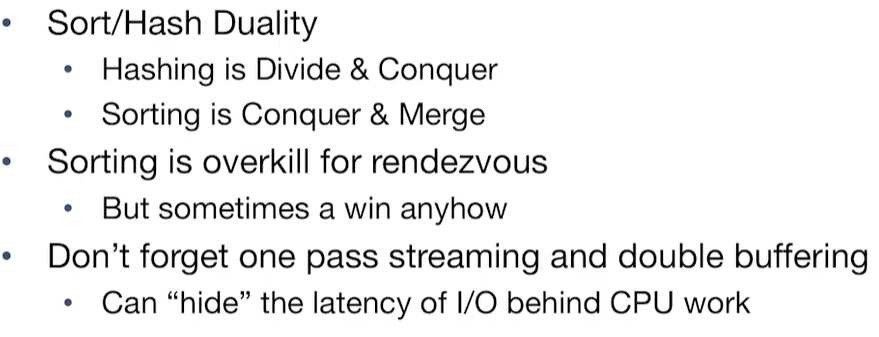 • Sort/Hash Duality
• Hashing is Divide & Conquer
• Sorting is Conquer & Merge
• Sorting is overkill for rendezvous
• But sometimes a win anyhow
• Don’t forget one pass streaming and double buffering
• Can “hide” the latency of I/O behind CPU work